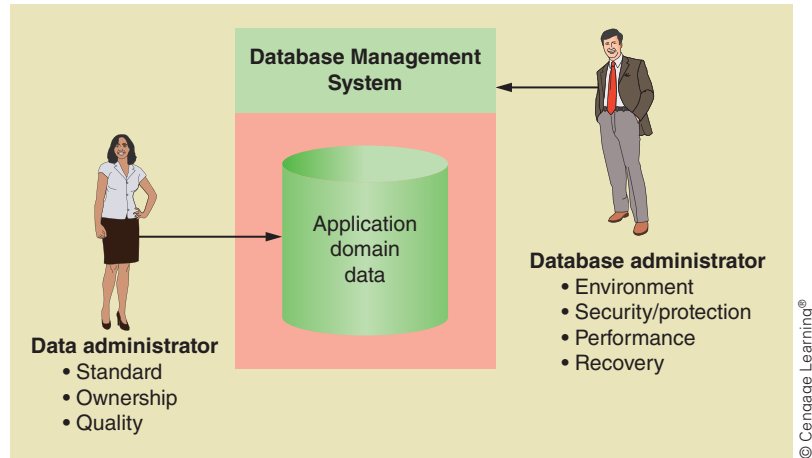 Database Management
System
Application
domain
data
Data administrator
• Standard
• Ownership
• Quality
Database administrator
• Environment
• Security/protection
• Performance
• Recovery
© Cengage Learning®